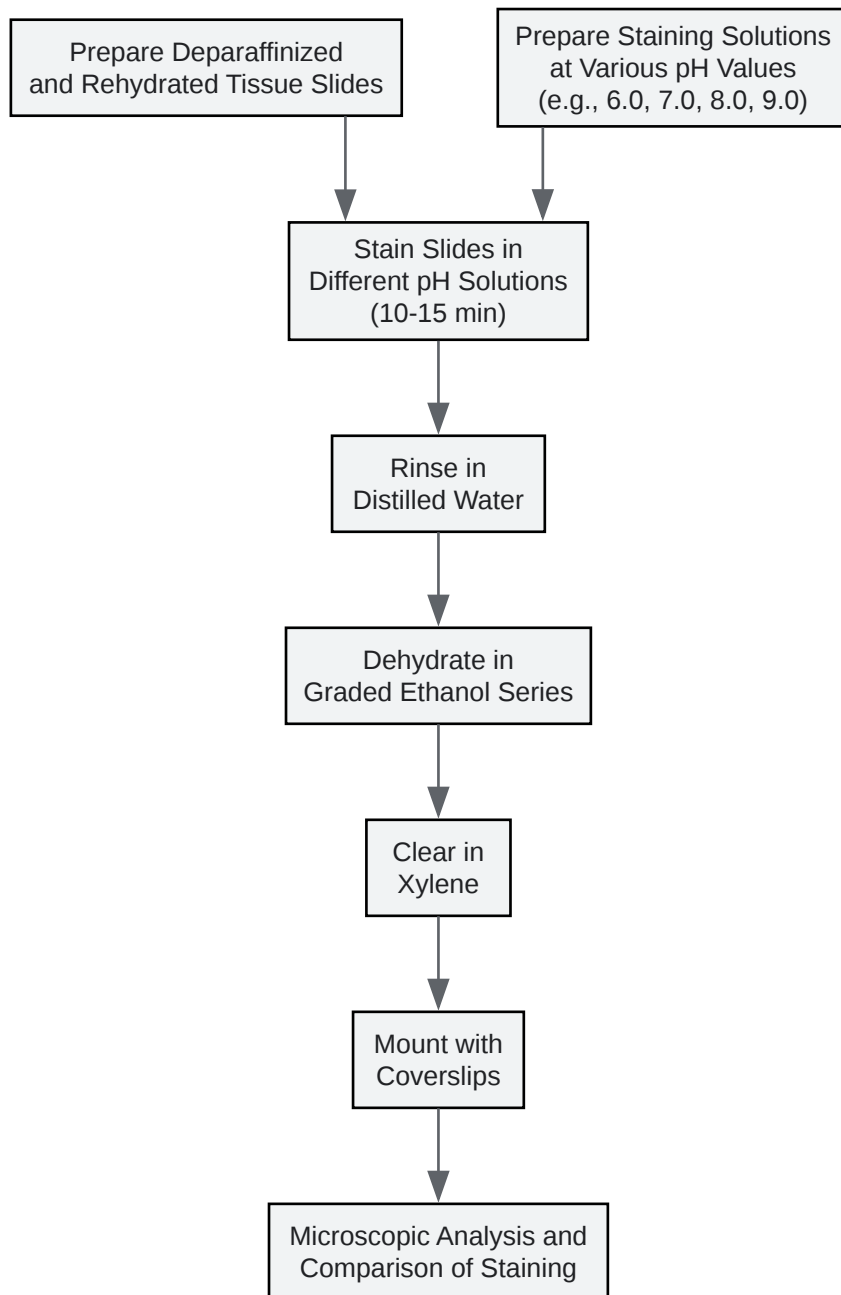 Prepare Deparaffinized
and Rehydrated Tissue Slides
Prepare Staining Solutions
at Various pH Values
(e.g., 6.0, 7.0, 8.0, 9.0)
Stain Slides in
Different pH Solutions
(10-15 min)
Rinse in
Distilled Water
Dehydrate in
Graded Ethanol Series
Clear in
Xylene
Mount with
Coverslips
Microscopic Analysis and
Comparison of Staining